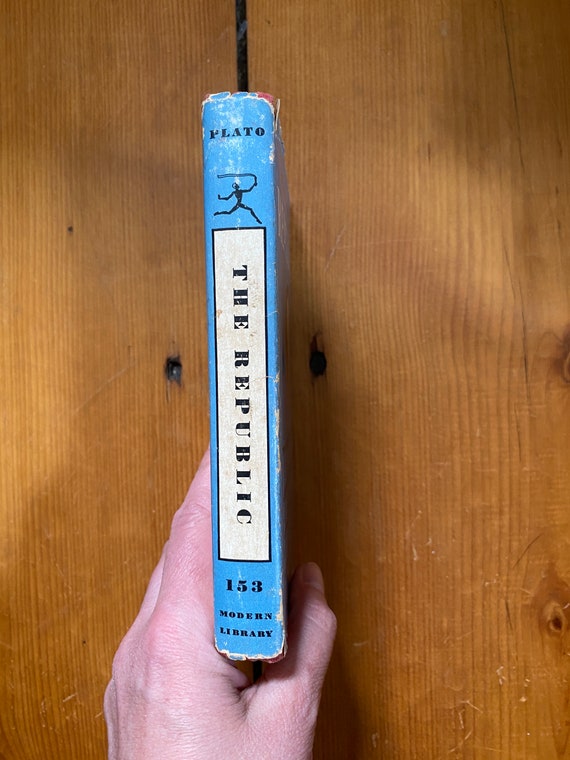 PLATO
THE REPUBLIC
153
MODERN
LIBRARY